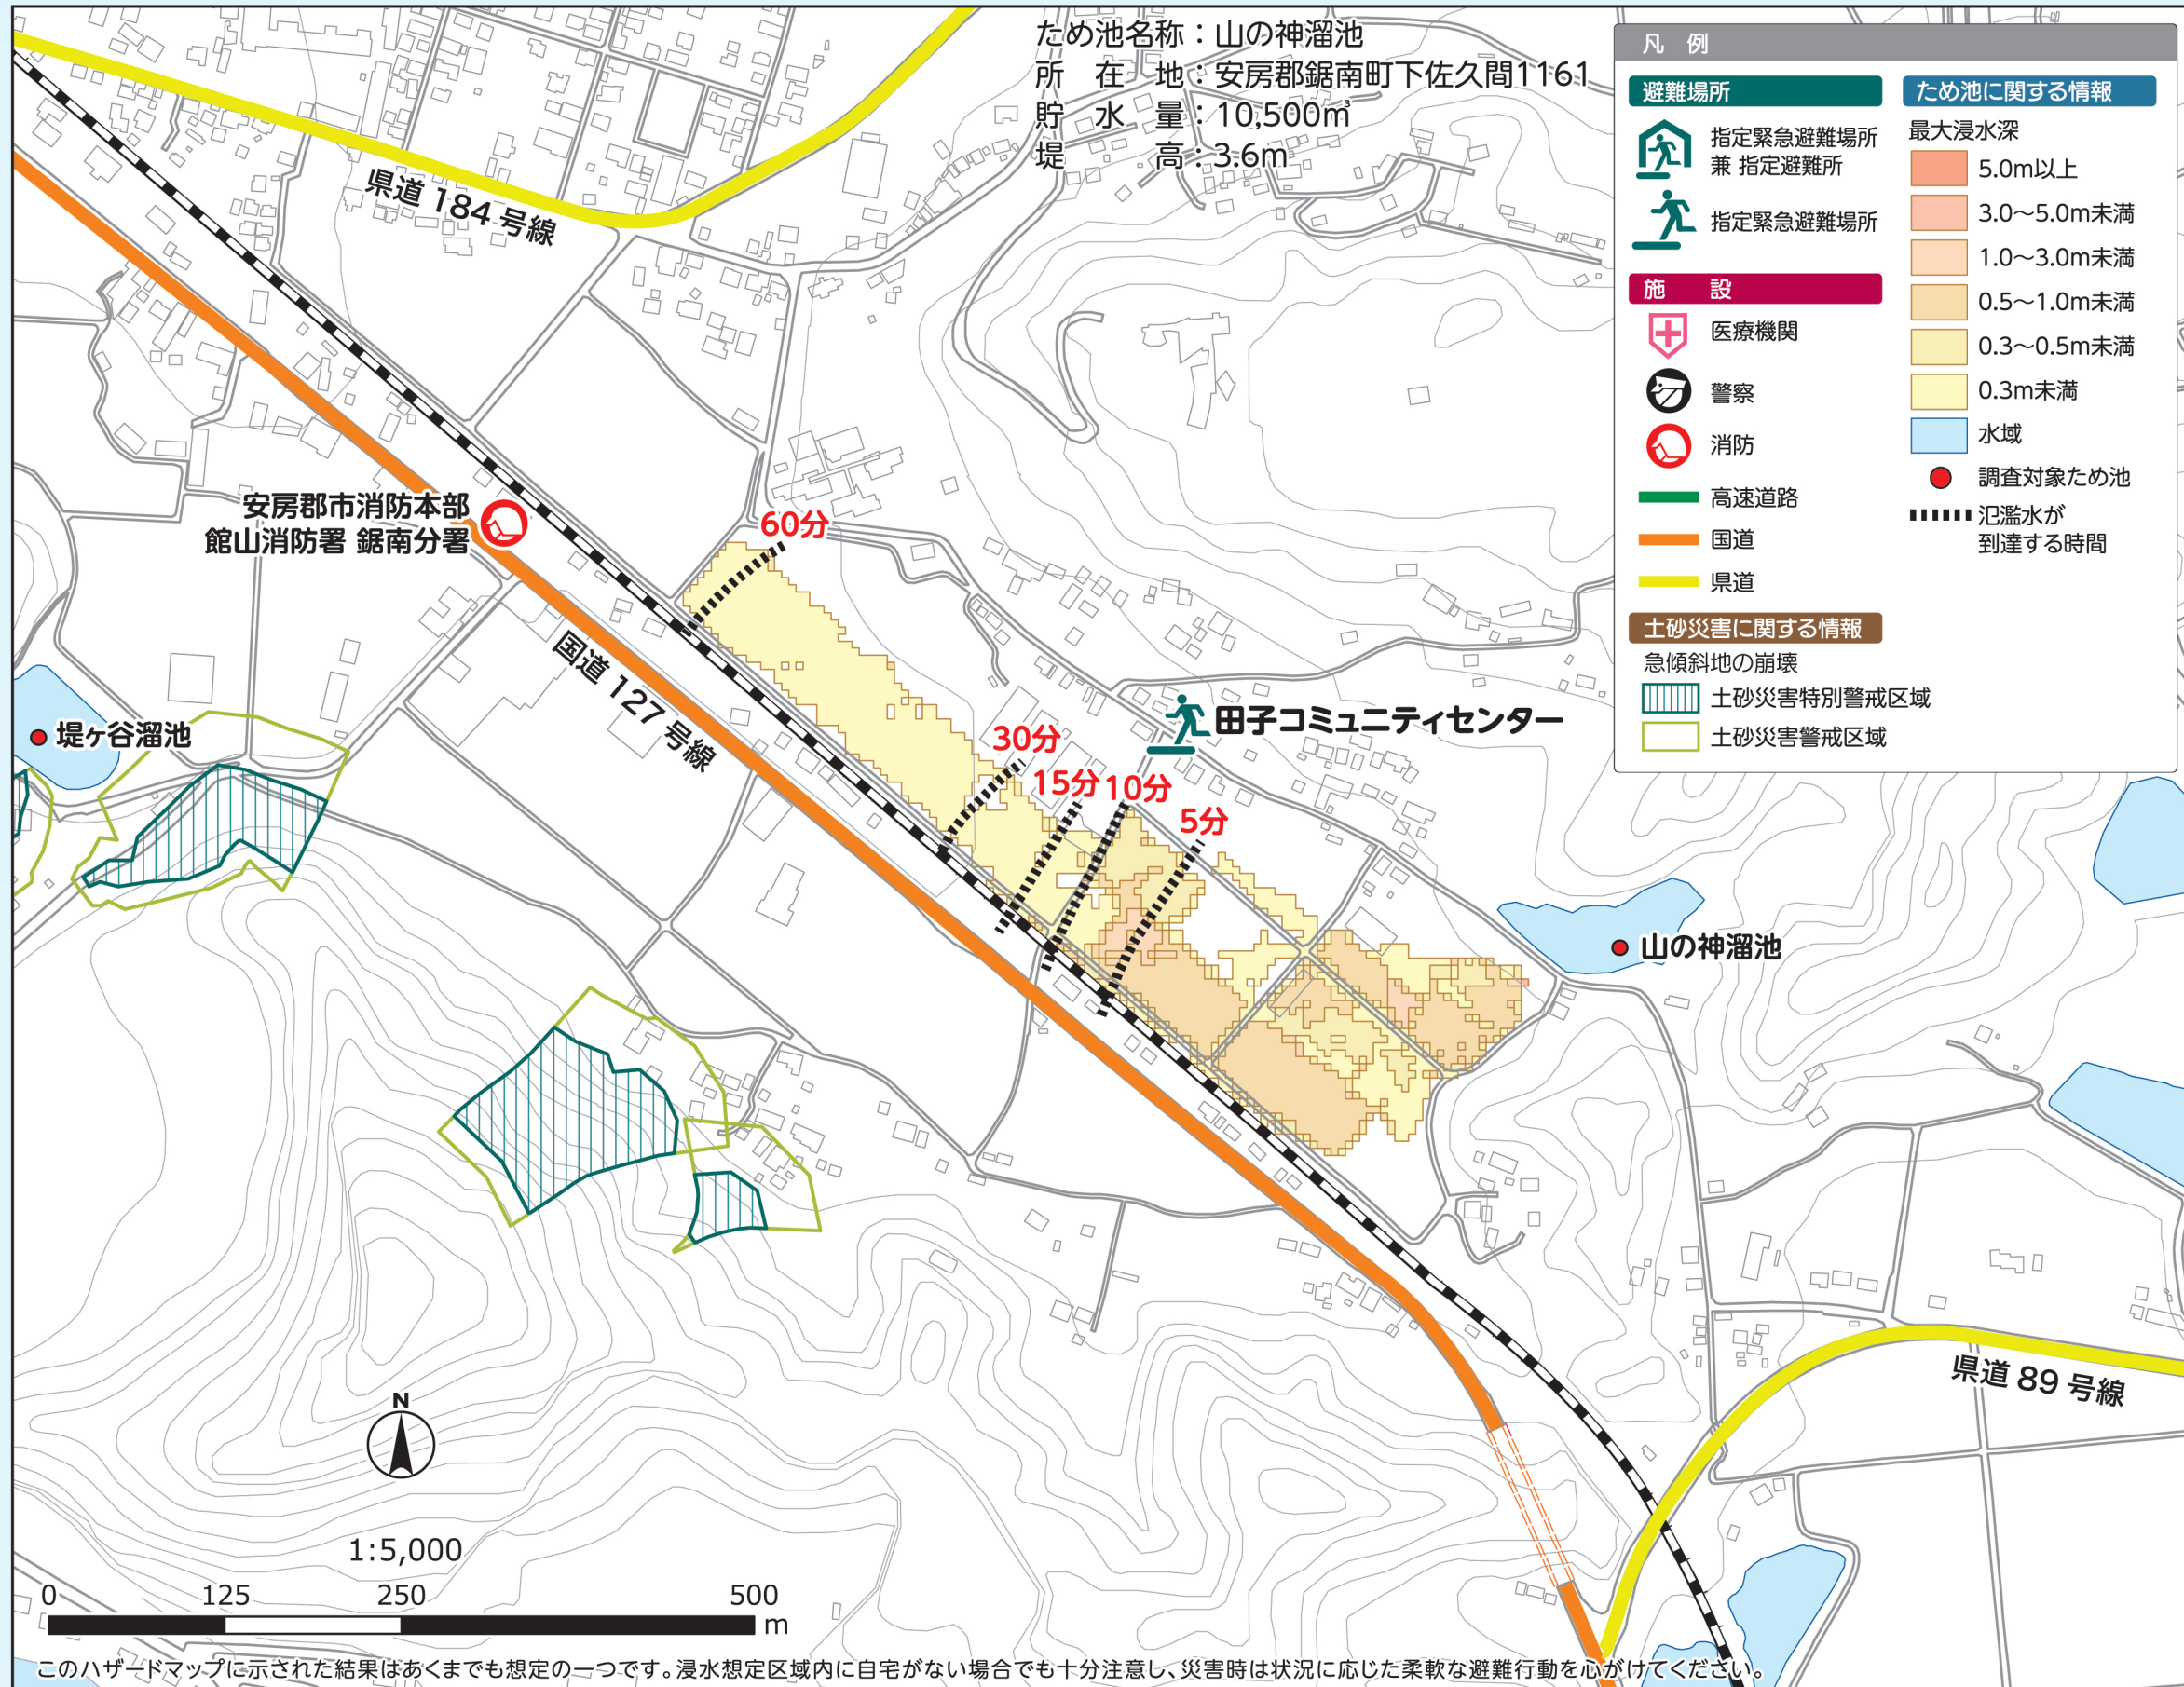 ため池名称：山の神溜池
所　在　地：安房郡鋸南町下佐久間1161
貯　水　量：10,500㎥
堤　　　高：3.6m
凡　例
避難場所
指定緊急避難場所
兼 指定避難所
指定緊急避難場所
施　　設
医療機関
警察
消防
高速道路
国道
県道
土砂災害に関する情報
急傾斜地の崩壊
土砂災害特別警戒区域
土砂災害警戒区域
ため池に関する情報
最大浸水深
5.0m以上
3.0～5.0m未満
1.0～3.0m未満
0.5～1.0m未満
0.3～0.5m未満
0.3m未満
水域
調査対象ため池
氾濫水が
到達する時間
県道 184 号線
安房郡市消防本部
館山消防署 鋸南分署
60分
国道 127 号線
田子コミュニティセンター
30分
15分
10分
5分
堤ヶ谷溜池
山の神溜池
県道 89 号線
N
1:5,000
0 125 250 500
m
このハザードマップに示された結果はあくまでも想定の一つです。浸水想定区域内に自宅がない場合でも十分注意し、災害時は状況に応じた柔軟な避難行動を心がけてください。